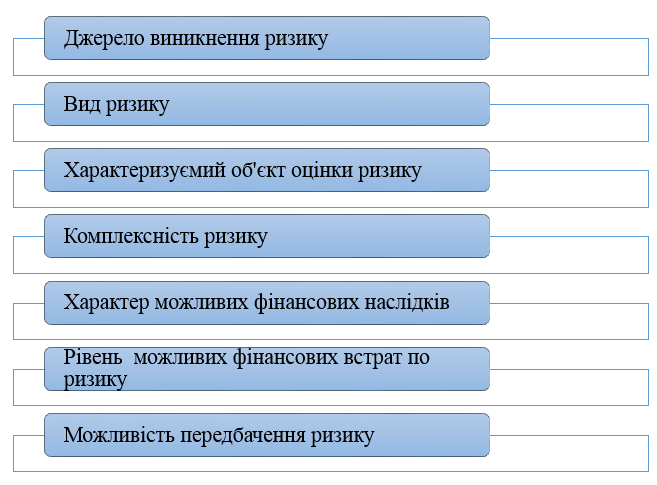 Джерело виникнення ризику
Вид ризику
Характеризуємий об'єкт оцінки ризику
Комплексність ризику
Характер можливих фінансових наслідків
Рівень  можливих фінансових встрат по
ризику
Можливість передбачення ризику